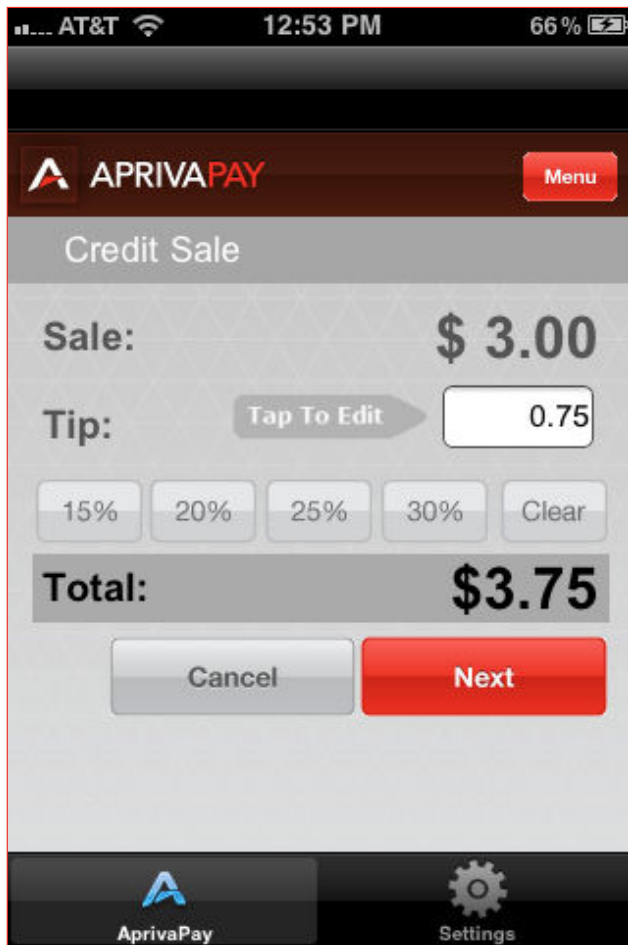 AT&T 12:53 PM 66%
APRIVAPAY Menu
Credit Sale
Sale: $ 3.00
Tip: Tap To Edit 0.75
15% 20% 25% 30% Clear
Total: $3.75
Cancel Next
AprivaPay Settings